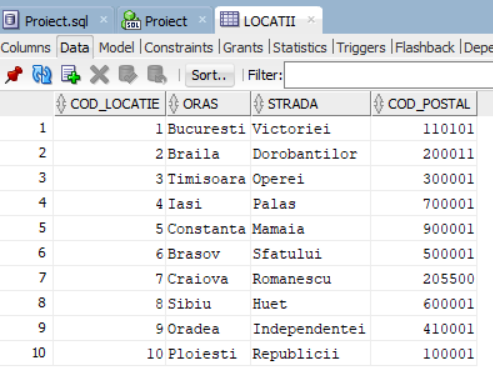 Proiect.sql × Proiect × LOCATII ×
Columns Data Model Constraints Grants Statistics Triggers Flashback Depe
Sort.. Filter:
COD_LOCATIE ORAS STRADA COD_POSTAL
1 1 Bucuresti Victoriei 110101
2 2 Braila Dorobantilor 200011
3 3 Timisoara Operei 300001
4 4 Iasi Palas 700001
5 5 Constanta Mamaia 900001
6 6 Brasov Sfatului 500001
7 7 Craiova Romanescu 205500
8 8 Sibiu Huet 600001
9 9 Oradea Independentei 410001
10 10 Ploiesti Republicii 100001